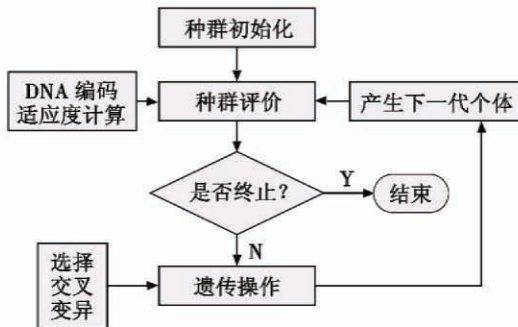 种群初始化
DNA 编码
适应度计算
种群评价
产生下一代个体
是否终止?
Y
结束
N
选择
交叉
变异
遗传操作